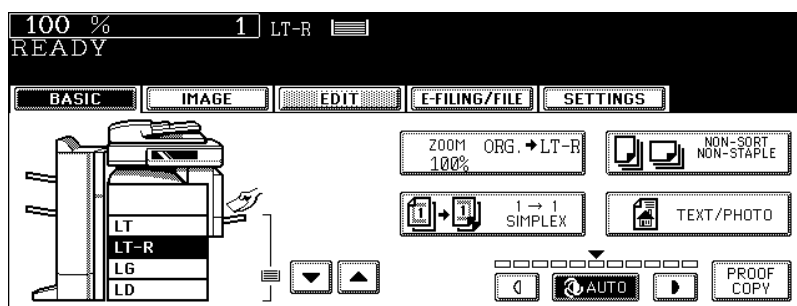 100 % 1 LT-R
READY
BASIC IMAGE EDIT E-FILING/FILE SETTINGS
ZOOM ORG.➔LT-R
100%
NON-SORT
NON-STAPLE
1 → 1
SIMPLEX
TEXT/PHOTO
LT
LT-R
LG
LD
AUTO
PROOF
COPY